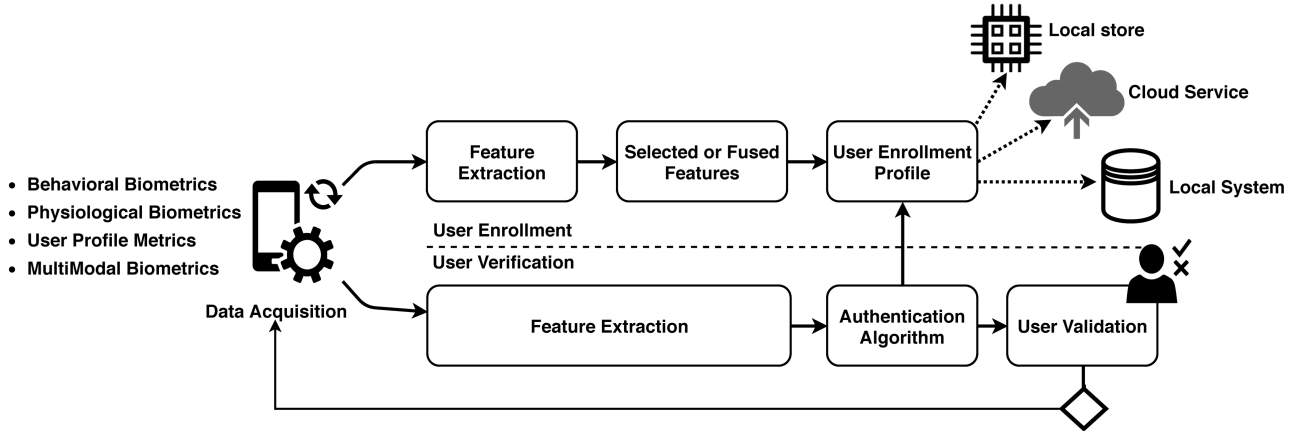 Local store
Cloud Service
Feature
Extraction
Selected or Fused
Features
User Enrollment
Profile
Local System
• Behavioral Biometrics
• Physiological Biometrics
• User Profile Metrics
• MultiModal Biometrics
User Enrollment
User Verification
Data Acquisition
Feature Extraction
Authentication
Algorithm
User Validation